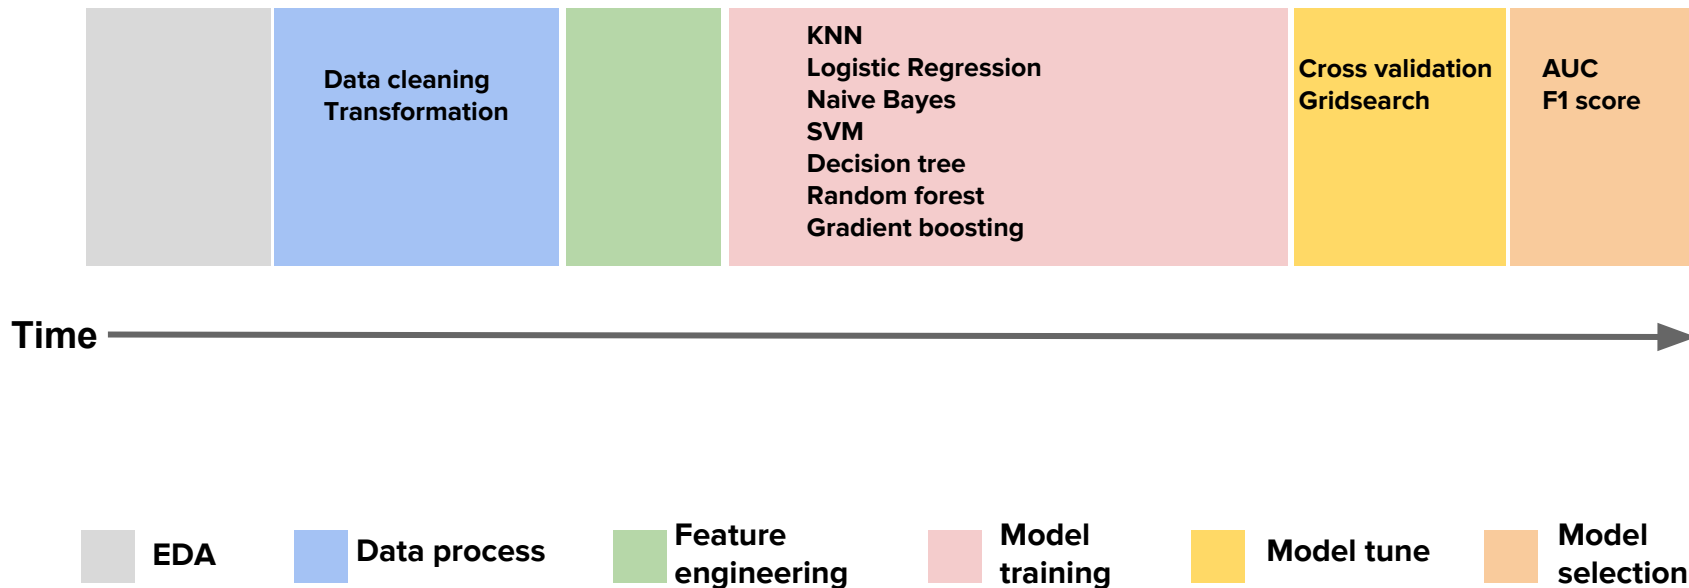 Data cleaning
Transformation
KNN
Logistic Regression
Naive Bayes
SVM
Decision tree
Random forest
Gradient boosting
Cross validation
Gridsearch
AUC
F1 score
Time
EDA
Data process
Feature
engineering
Model
training
Model tune
Model
selection